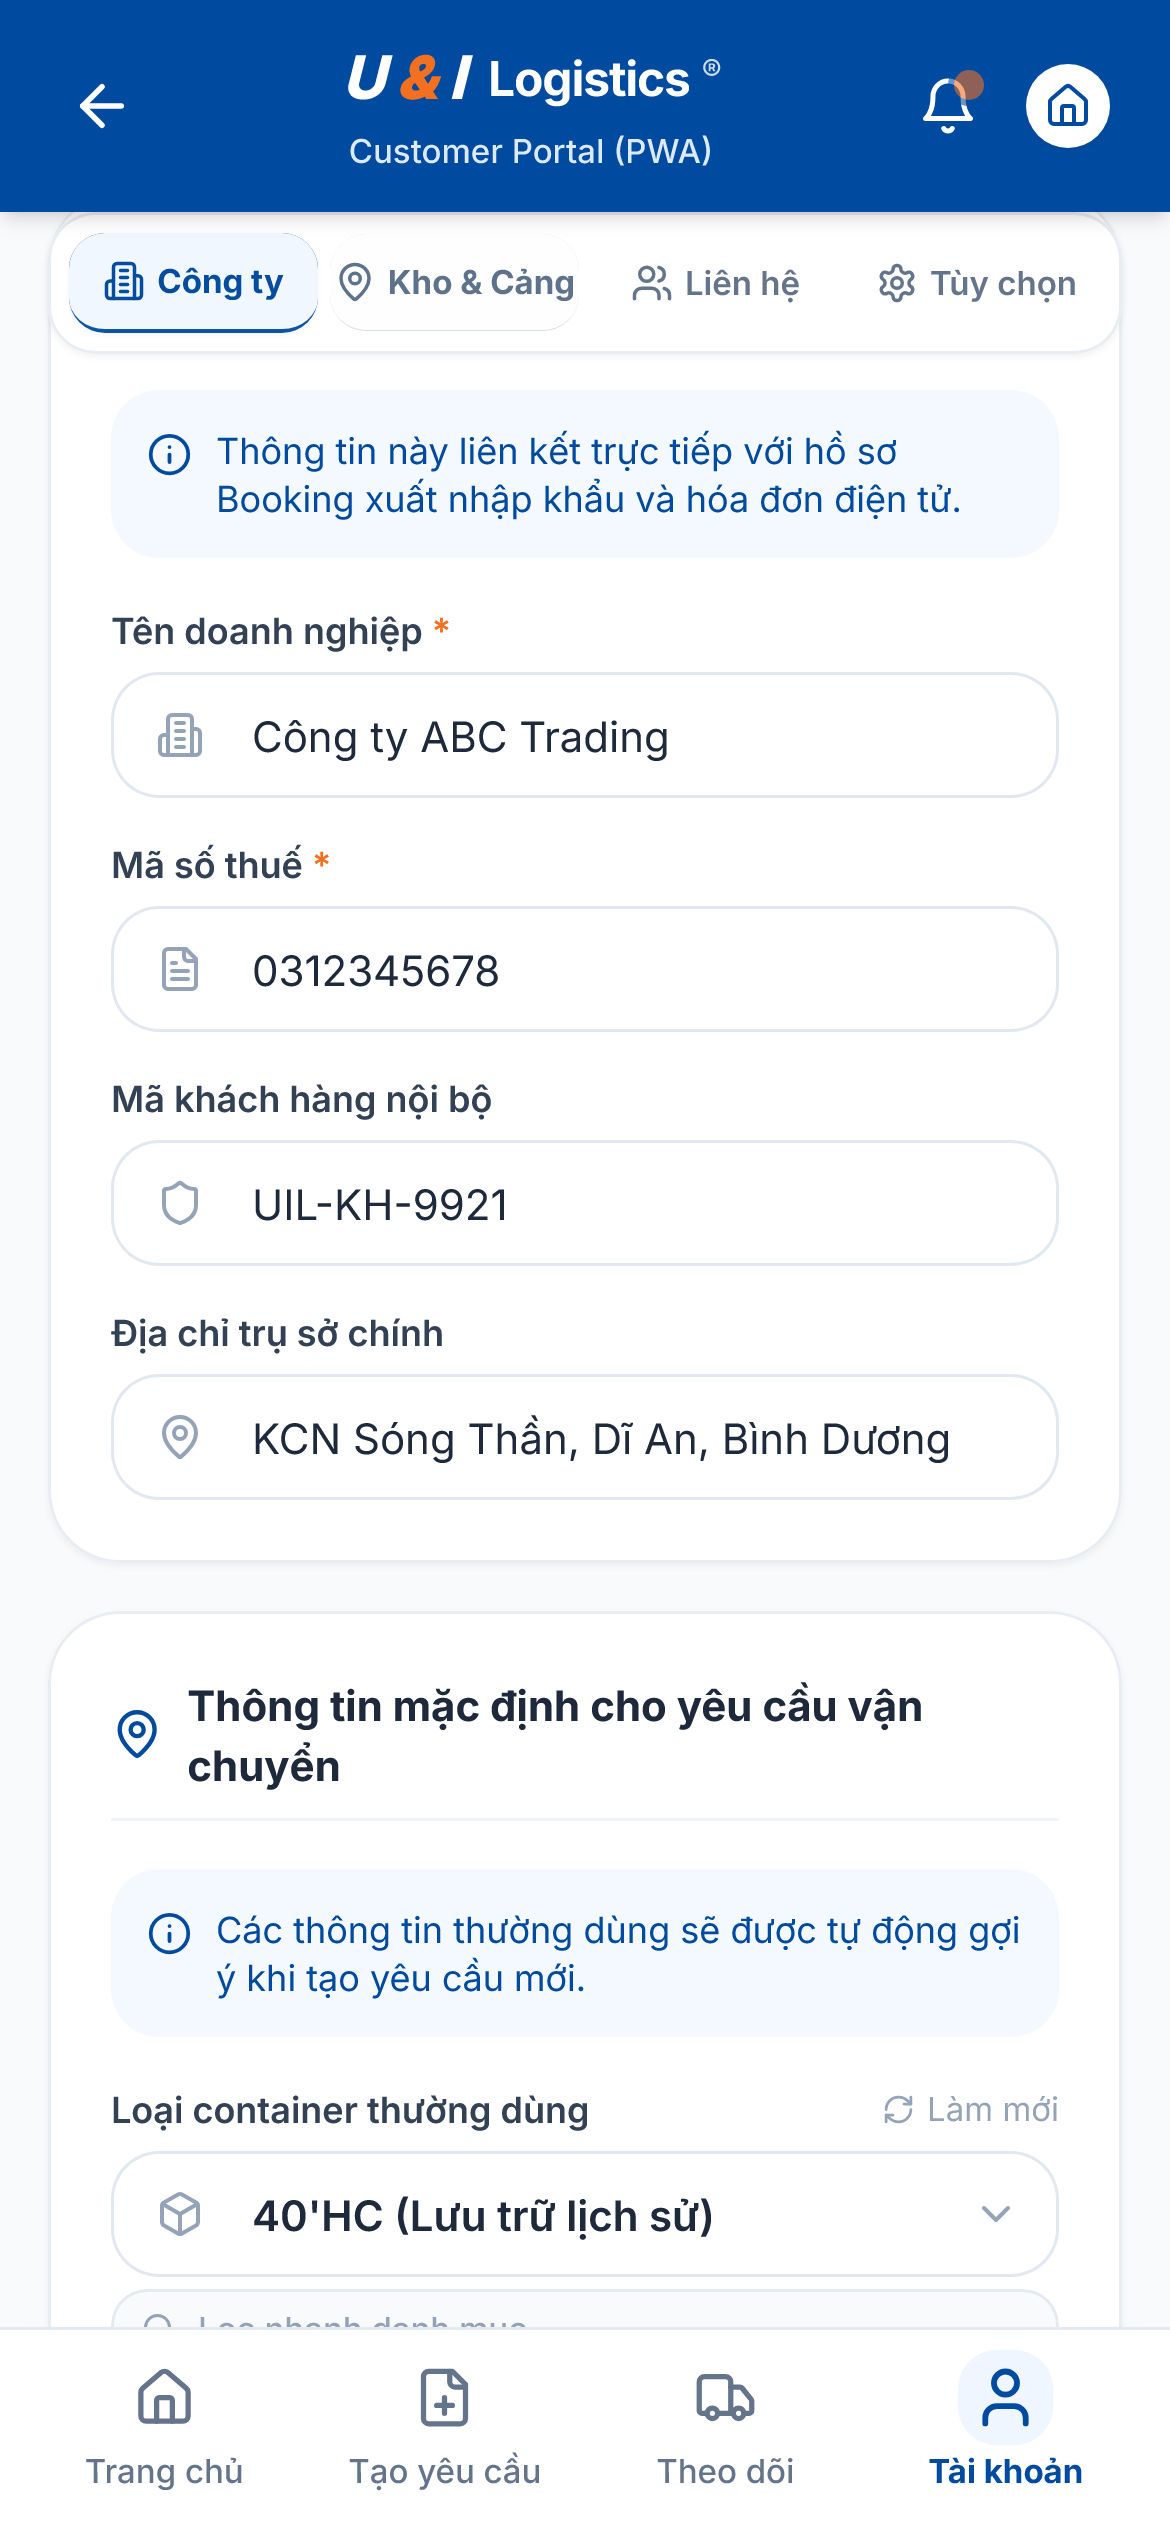 U & I Logistics ®
Customer Portal (PWA)
Công ty
Kho & Cảng
Liên hệ
Tùy chọn
Thông tin này liên kết trực tiếp với hồ sơ
Booking xuất nhập khẩu và hóa đơn điện tử.
Tên doanh nghiệp *
Công ty ABC Trading
Mã số thuế *
0312345678
Mã khách hàng nội bộ
UIL-KH-9921
Địa chỉ trụ sở chính
KCN Sóng Thần, Dĩ An, Bình Dương
Thông tin mặc định cho yêu cầu vận
chuyển
Các thông tin thường dùng sẽ được tự động gợi
ý khi tạo yêu cầu mới.
Loại container thường dùng
Làm mới
40'HC (Lưu trữ lịch sử)
Trang chủ
Tạo yêu cầu
Theo dõi
Tài khoản